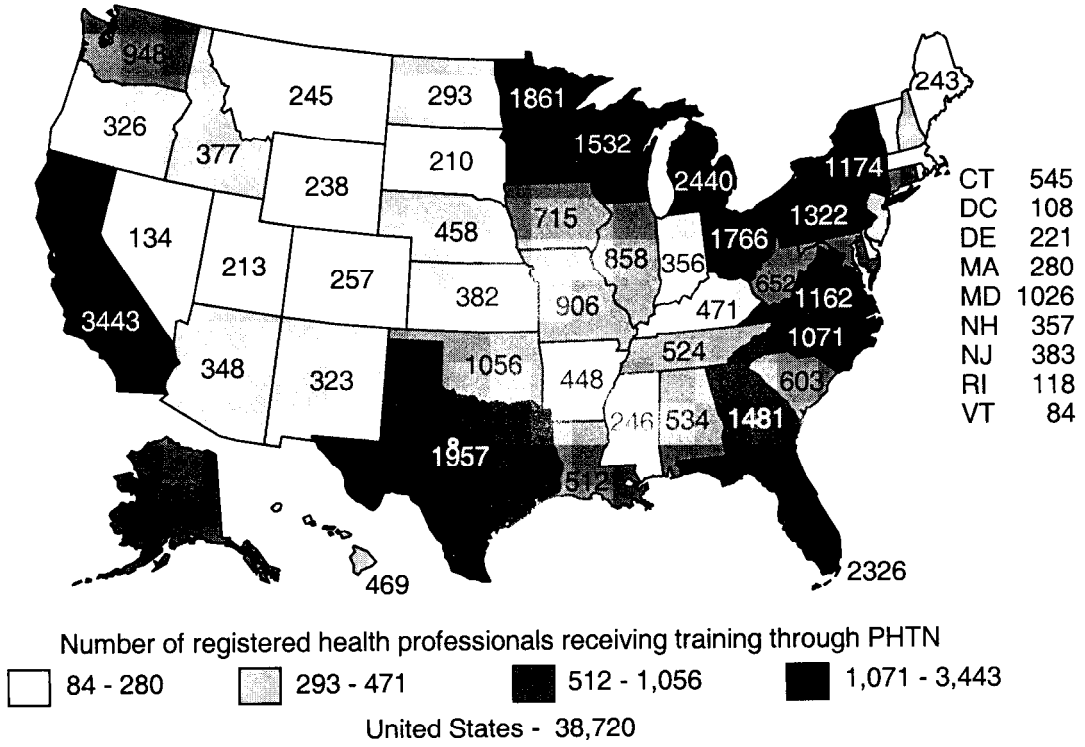 948
245
293
1861
243
326
1532
377
210
1174
238
2440
CT 545
DC 108
DE 221
MA 280
MD 1026
NH 357
NJ 383
RI 118
VT 84
134
458
715
1322
1766
213
257
858
356
652
1162
3443
382
906
471
1071
348
323
1056
524
448
603
246
534
1481
8
1957
512
469
2326
Number of registered health professionals receiving training through PHTN
84 - 280
293 - 471
512 - 1,056
1,071 - 3,443
United States - 38,720